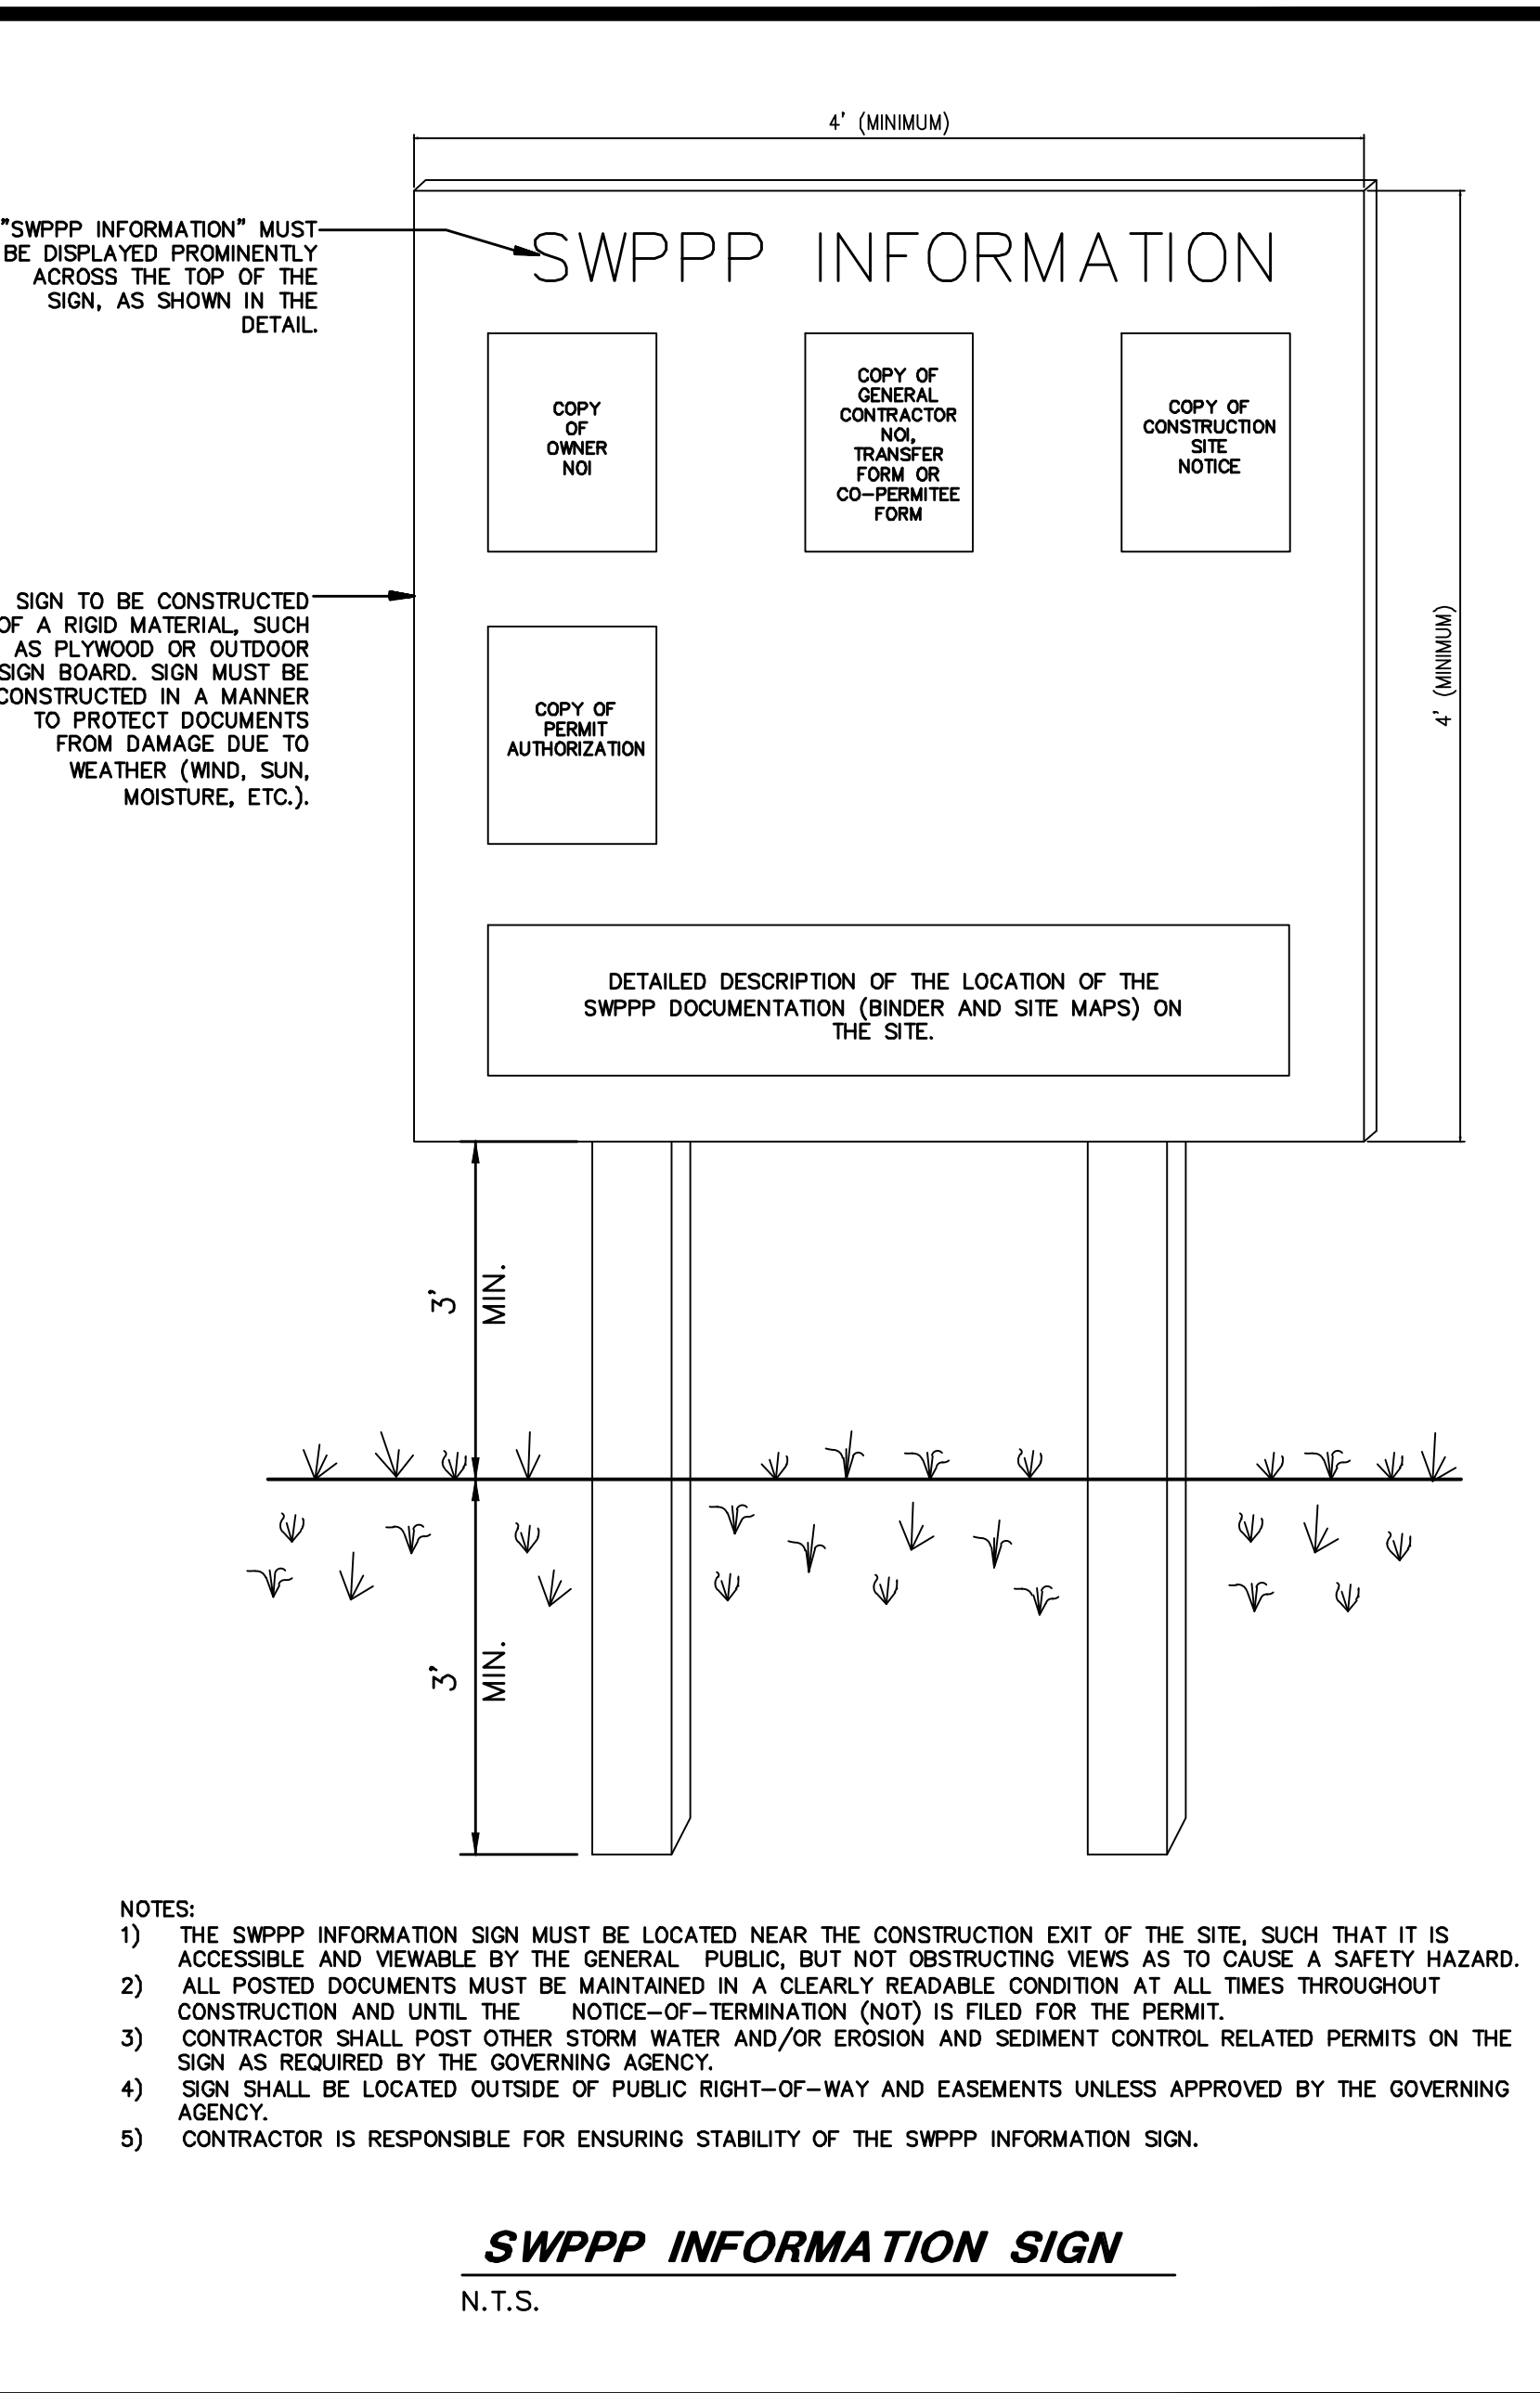 4' (MINIMUM)
"SWPPP INFORMATION" MUST
BE DISPLAYED PROMINENTLY
ACROSS THE TOP OF THE
SIGN, AS SHOWN IN THE
DETAIL.
SWPPP INFORMATION
COPY
OF
OWNER
NOI
COPY OF
GENERAL
CONTRACTOR
NOI,
TRANSFER
FORM OR
CO-PERMITEE
FORM
COPY OF
CONSTRUCTION
SITE
NOTICE
SIGN TO BE CONSTRUCTED
OF A RIGID MATERIAL, SUCH
AS PLYWOOD OR OUTDOOR
SIGN BOARD. SIGN MUST BE
CONSTRUCTED IN A MANNER
TO PROTECT DOCUMENTS
FROM DAMAGE DUE TO
WEATHER (WIND, SUN,
MOISTURE, ETC.).
4' (MINIMUM)
COPY OF
PERMIT
AUTHORIZATION
DETAILED DESCRIPTION OF THE LOCATION OF THE
SWPPP DOCUMENTATION (BINDER AND SITE MAPS) ON
THE SITE.
3'
MIN.
3'
MIN.
NOTES:
1) THE SWPPP INFORMATION SIGN MUST BE LOCATED NEAR THE CONSTRUCTION EXIT OF THE SITE, SUCH THAT IT IS
ACCESSIBLE AND VIEWABLE BY THE GENERAL PUBLIC, BUT NOT OBSTRUCTING VIEWS AS TO CAUSE A SAFETY HAZARD.
2) ALL POSTED DOCUMENTS MUST BE MAINTAINED IN A CLEARLY READABLE CONDITION AT ALL TIMES THROUGHOUT
CONSTRUCTION AND UNTIL THE NOTICE-OF-TERMINATION (NOT) IS FILED FOR THE PERMIT.
3) CONTRACTOR SHALL POST OTHER STORM WATER AND/OR EROSION AND SEDIMENT CONTROL RELATED PERMITS ON THE
SIGN AS REQUIRED BY THE GOVERNING AGENCY.
4) SIGN SHALL BE LOCATED OUTSIDE OF PUBLIC RIGHT-OF-WAY AND EASEMENTS UNLESS APPROVED BY THE GOVERNING
AGENCY.
5) CONTRACTOR IS RESPONSIBLE FOR ENSURING STABILITY OF THE SWPPP INFORMATION SIGN.
SWPPP INFORMATION SIGN
N.T.S.